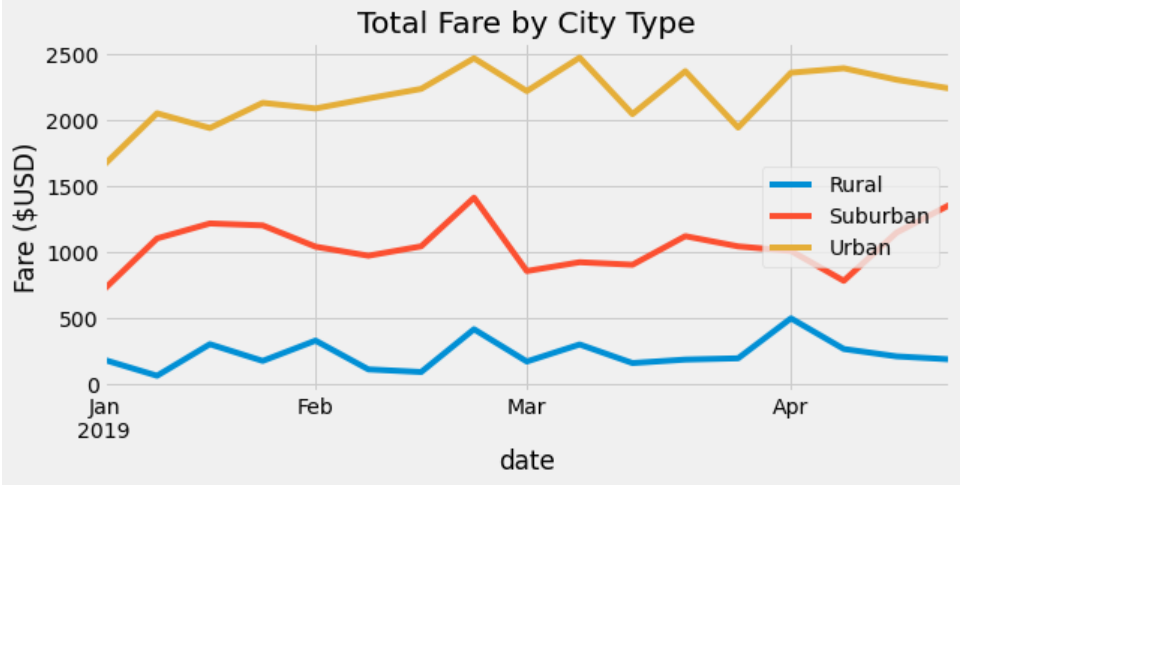 Total Fare by City Type
Fare ($USD)
2500
2000
1500
1000
500
0
Rural
Suburban
Urban
Jan Feb Mar Apr
2019
date